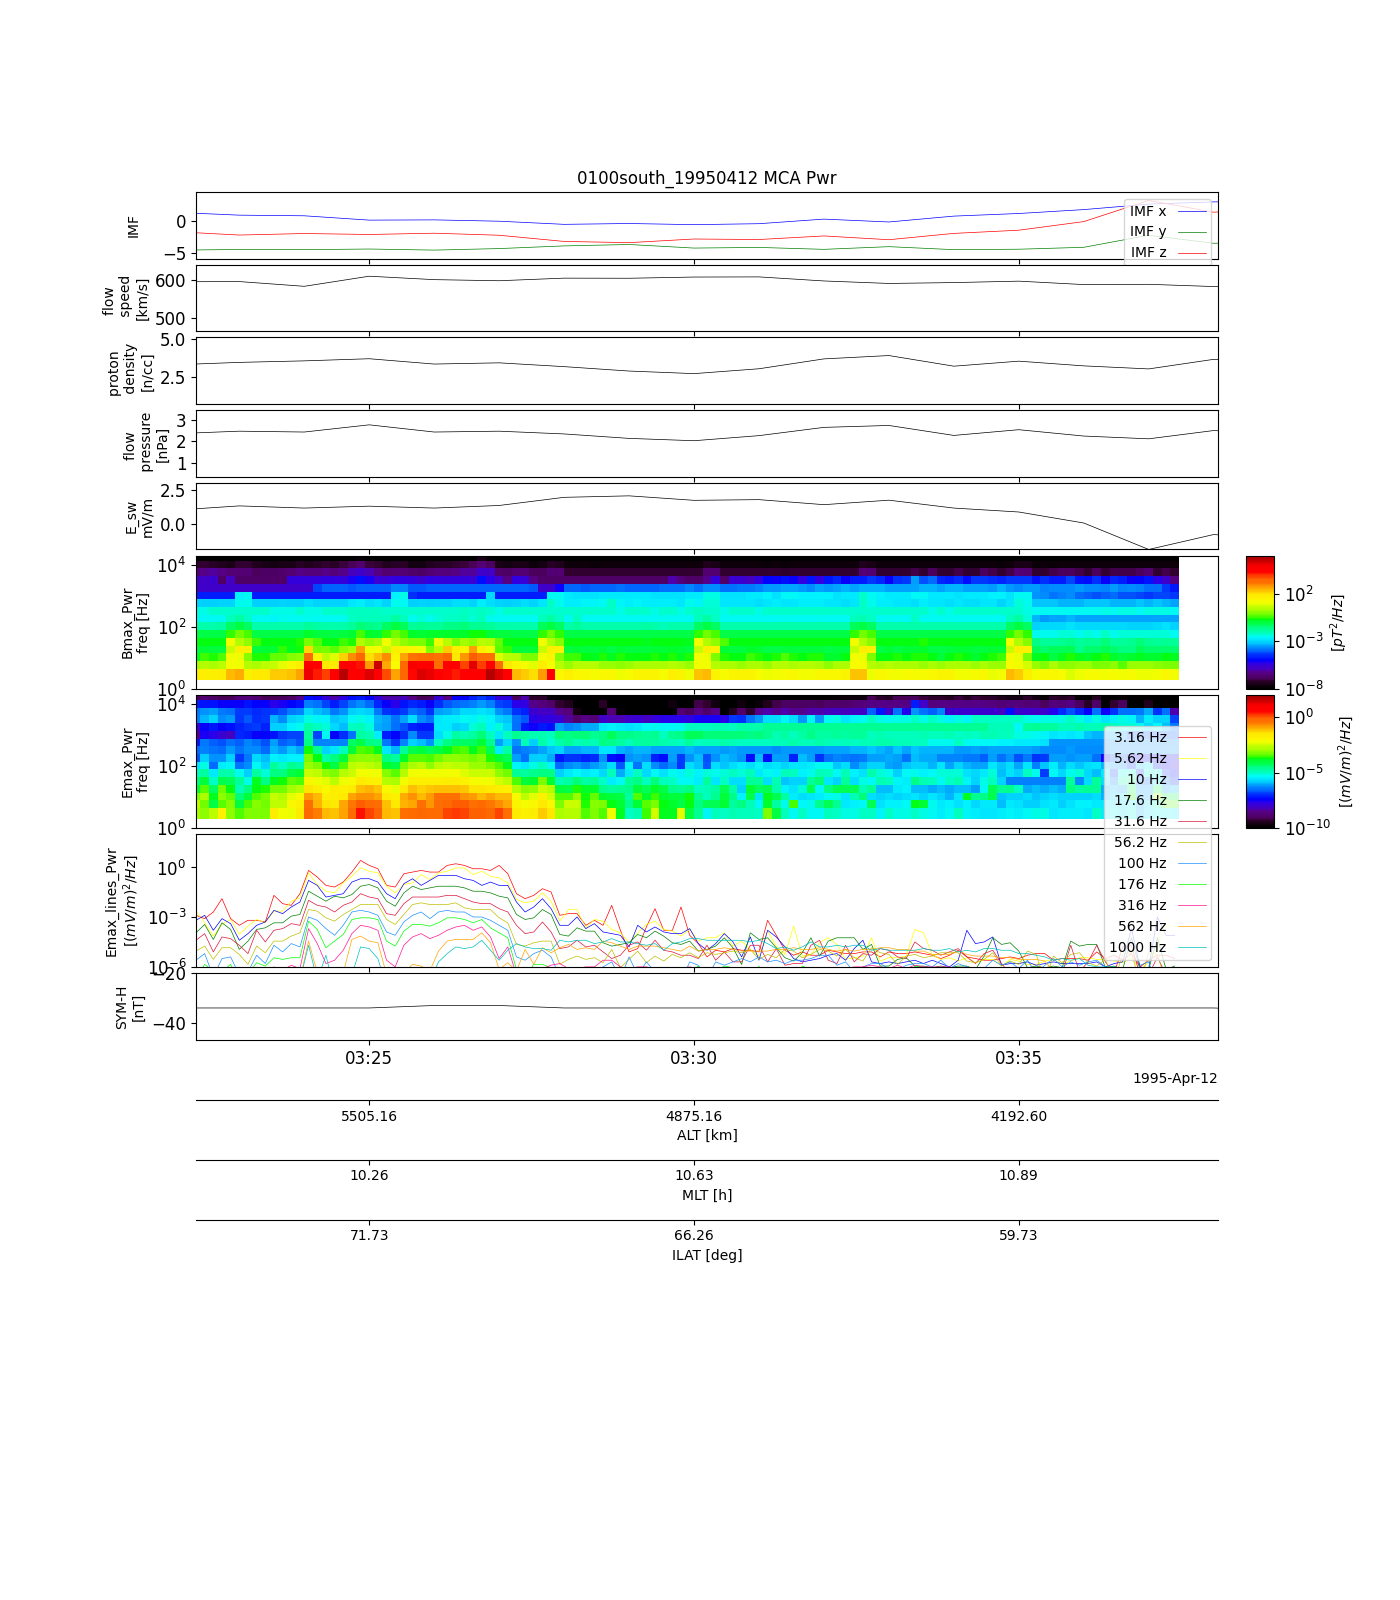 0100south_19950412 MCA Pwr
IMF
0
−5
IMF x
IMF y
IMF z
flow
speed
[km/s]
600
500
proton
density
[n/cc]
5.0
2.5
flow
pressure
[nPa]
3
2
1
E_sw
mV/m
2.5
0.0
Bmax_Pwr
freq [Hz]
10^4
10^2
10^0
10^2
10^−3
10^−8
[pT^2/Hz]
Emax_Pwr
freq [Hz]
10^4
10^2
10^0
10^0
10^−5
10^−10
[(mV/m)^2/Hz]
3.16 Hz
5.62 Hz
10 Hz
17.6 Hz
31.6 Hz
56.2 Hz
100 Hz
176 Hz
316 Hz
562 Hz
1000 Hz
Emax_lines_Pwr
[(mV/m)^2/Hz]
10^0
10^−3
10^−6
SYM-H
[nT]
−20
−40
03:25 03:30 03:35
1995-Apr-12
5505.16 4875.16 4192.60
ALT [km]
10.26 10.63 10.89
MLT [h]
71.73 66.26 59.73
ILAT [deg]